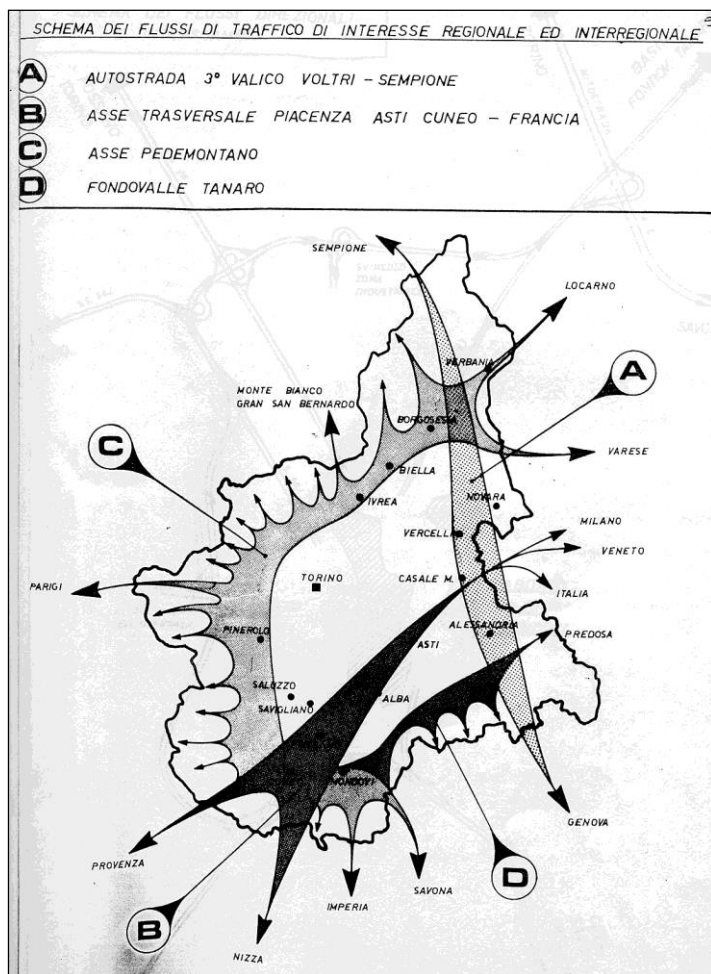 SCHEMA DEI FLUSSI DI TRAFFICO DI INTERESSE REGIONALE ED INTERREGIONALE
A AUTOSTRADA 3º VALICO VOLTRI – SEMPIONE
B ASSE TRASVERSALE PIACENZA ASTI CUNEO – FRANCIA
C ASSE PEDEMONTANO
D FONDOVALLE TANARO
SEMPIONE
LOCARNO
VERBANIA
A
MONTE BIANCO
GRAN SAN BERNARDO
BORGOSESIA
C
VARESE
BIELLA
IVREA
NOVARA
MILANO
VERCELLI
VENETO
TORINO
CASALE M.
PARIGI
ITALIA
ALESSANDRIA
PREDOSA
PINEROLO
ASTI
SALUZZO
ALBA
SAVIGLIANO
MONDOVI
GENOVA
PROVENZA
D
SAVONA
IMPERIA
B
NIZZA